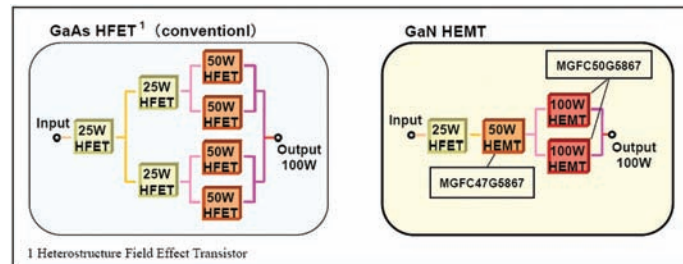 GaAs HFET1 (conventionl)
50W
HFET
25W
HFET
50W
HFET
Input
25W
HFET
Output
100W
50W
HFET
25W
HFET
50W
HFET
1 Heterostructure Field Effect Transistor
GaN HEMT
MGFC50G5867
100W
HEMT
Input
25W
HFET
50W
HEMT
Output
100W
100W
HEMT
MGFC47G5867